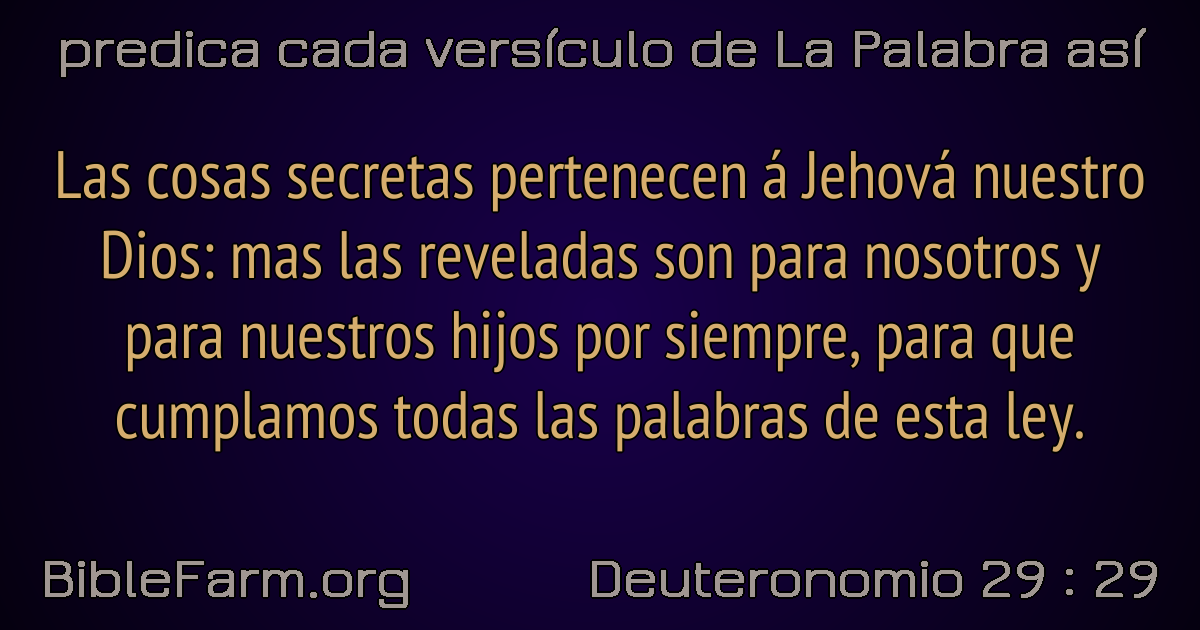 predica cada versículo de La Palabra así
Las cosas secretas pertenecen á Jehová nuestro
Dios: mas las reveladas son para nosotros y
para nuestros hijos por siempre, para que
cumplamos todas las palabras de esta ley.
BibleFarm.org
Deuteronomio 29 : 29